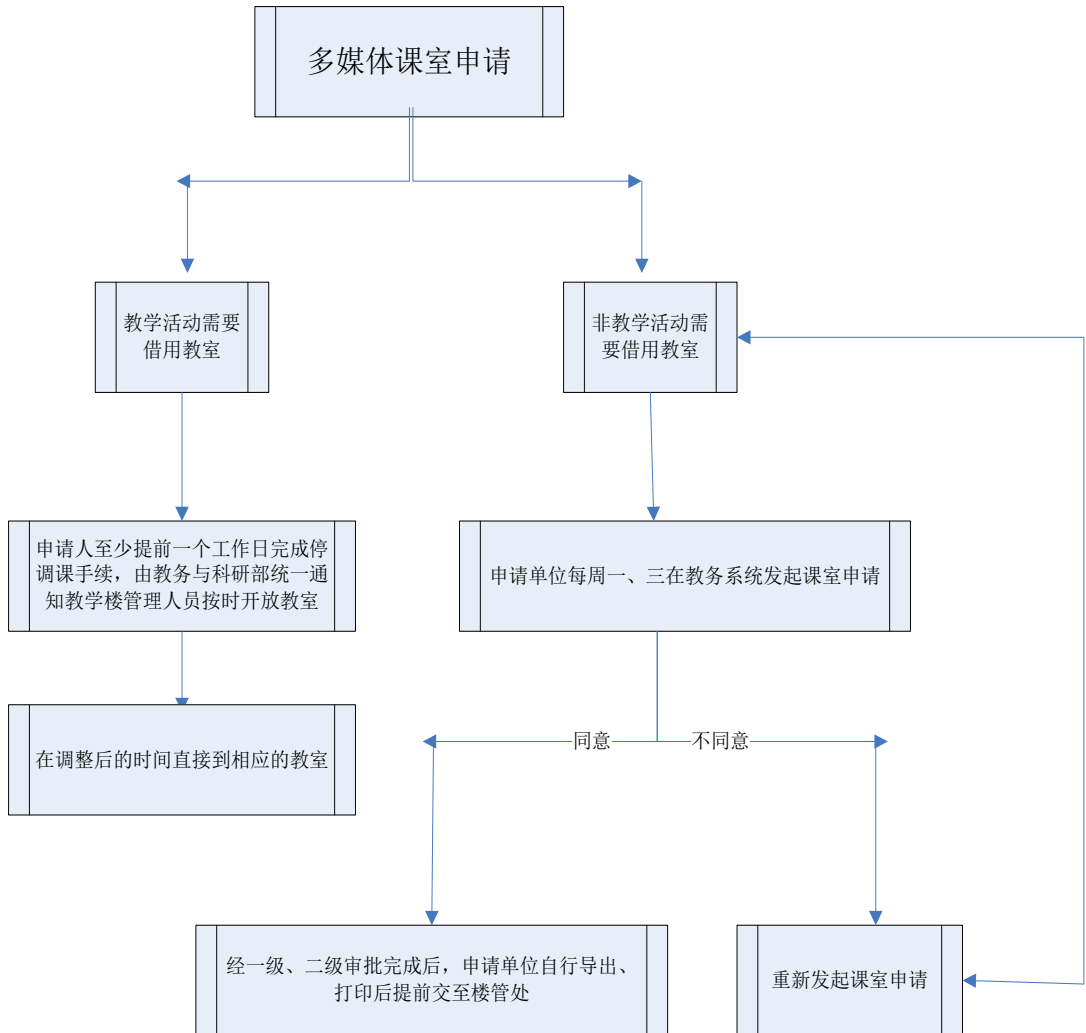 多媒体课室申请
教学活动需要
借用教室
非教学活动需
要借用教室
申请人至少提前一个工作日完成停
调课手续，由教务与科研部统一通
知教学楼管理人员按时开放教室
申请单位每周一、三在教务系统发起课室申请
在调整后的时间直接到相应的教室
同意
不同意
经一级、二级审批完成后，申请单位自行导出、
打印后提前交至楼管处
重新发起课室申请